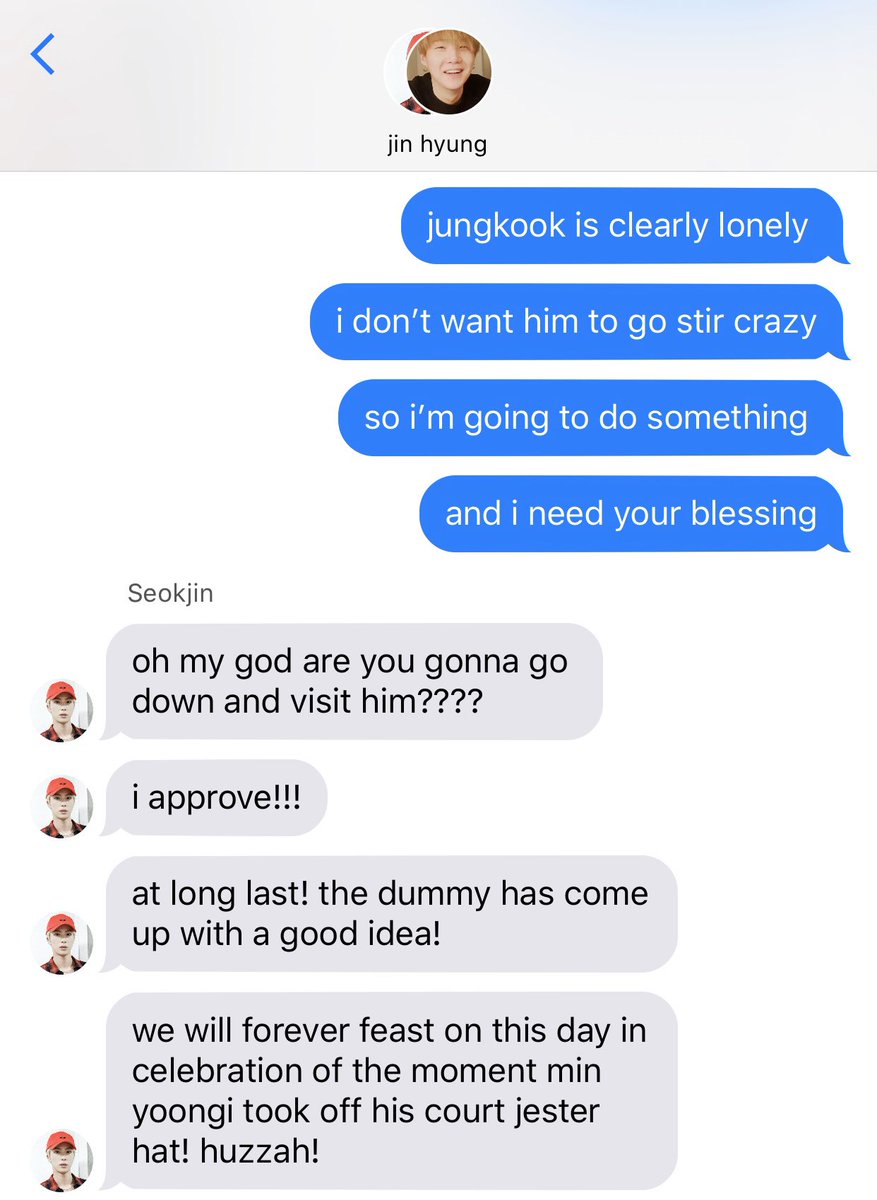 jin hyung
jungkook is clearly lonely
i don’t want him to go stir crazy
so i’m going to do something
and i need your blessing
Seokjin
oh my god are you gonna go
down and visit him????
i approve!!!
at long last! the dummy has come
up with a good idea!
we will forever feast on this day in
celebration of the moment min
yoongi took off his court jester
hat! huzzah!